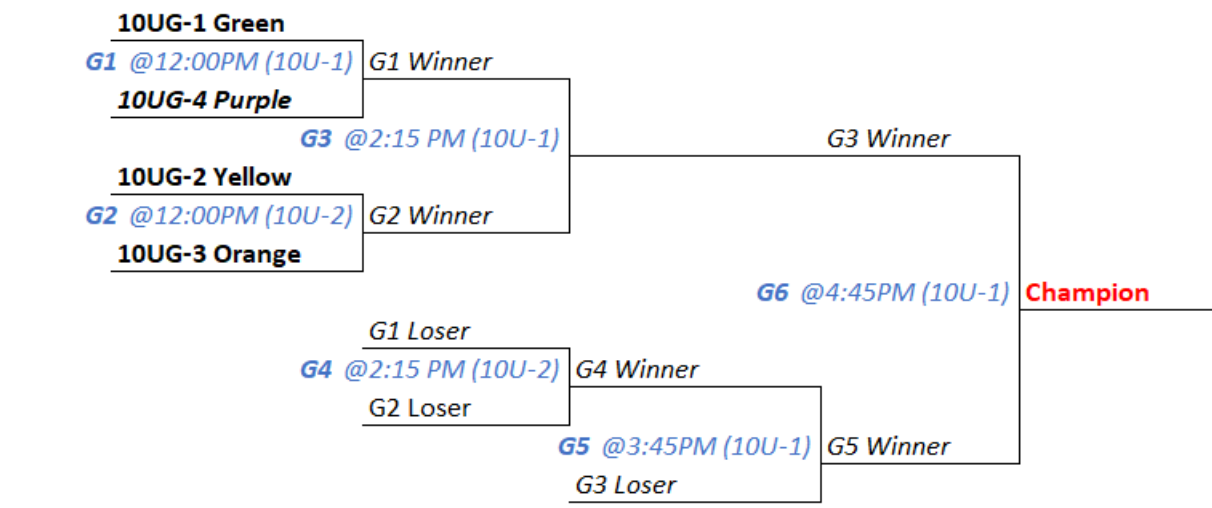 10UG-1 Green
G1 @12:00PM (10U-1)
G1 Winner
10UG-4 Purple
G3 @2:15 PM (10U-1)
G3 Winner
10UG-2 Yellow
G2 @12:00PM (10U-2)
G2 Winner
10UG-3 Orange
G6 @4:45PM (10U-1)
Champion
G1 Loser
G4 @2:15 PM (10U-2)
G4 Winner
G2 Loser
G5 @3:45PM (10U-1)
G5 Winner
G3 Loser